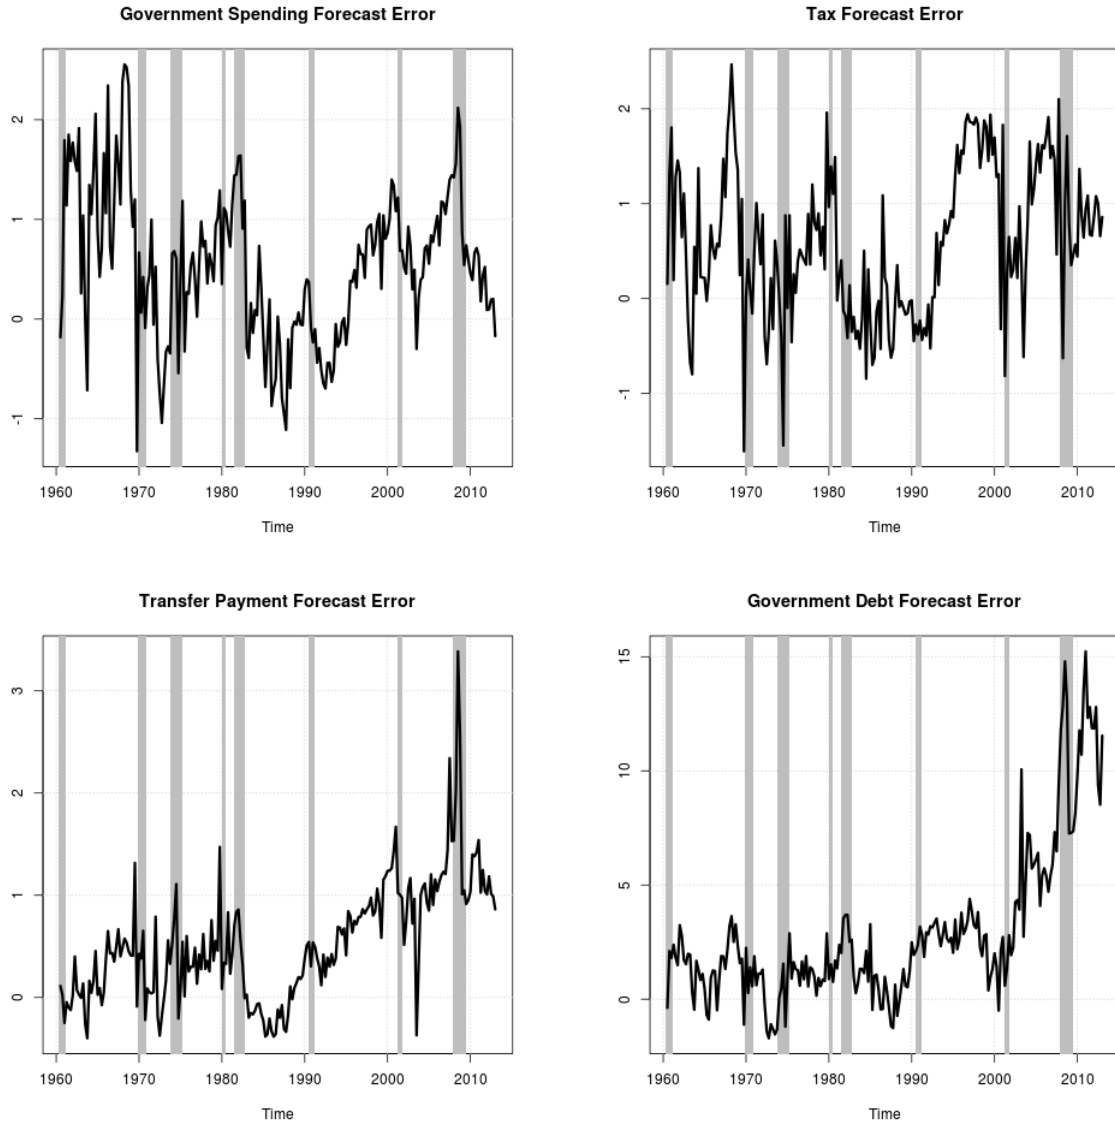 Government Spending Forecast Error
2
1
0
-1
1960 1970 1980 1990 2000 2010
Time
Tax Forecast Error
2
1
0
-1
1960 1970 1980 1990 2000 2010
Time
Transfer Payment Forecast Error
3
2
1
0
1960 1970 1980 1990 2000 2010
Time
Government Debt Forecast Error
15
10
5
0
1960 1970 1980 1990 2000 2010
Time